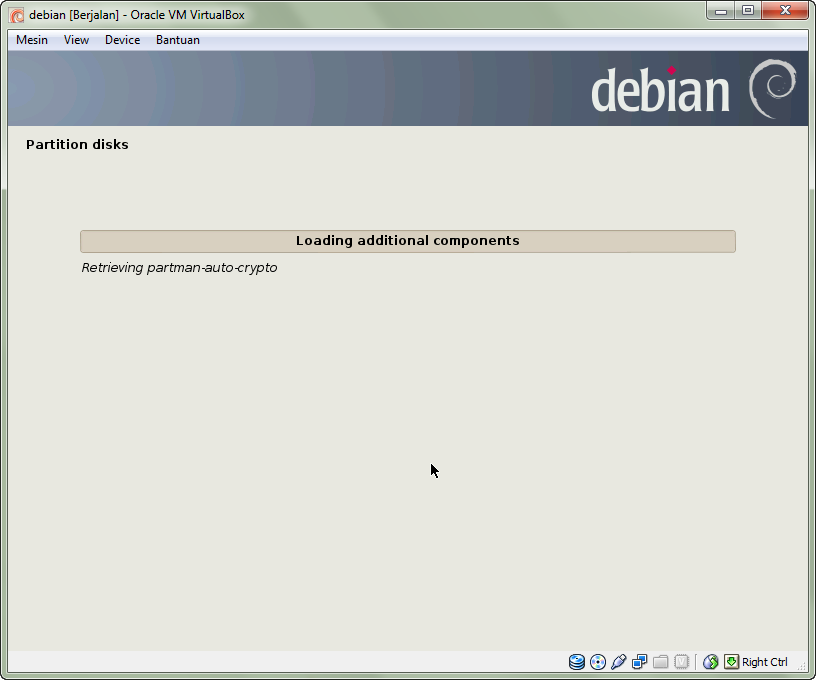 debian [Berjalan] - Oracle VM VirtualBox
Mesin View Device Bantuan
debian
Partition disks
Loading additional components
Retrieving partman-auto-crypto
Right Ctrl